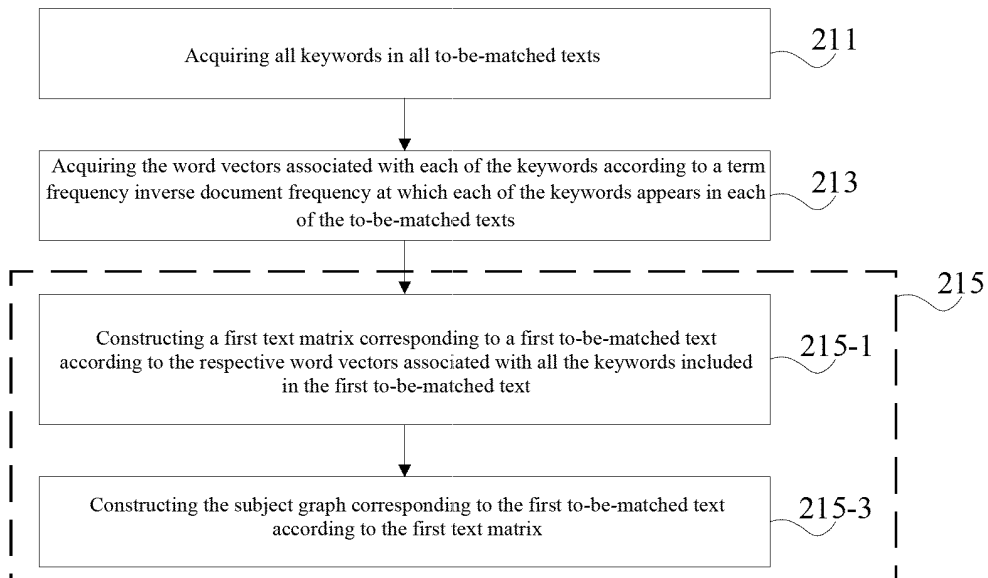 211
Acquiring all keywords in all to-be-matched texts
Acquiring the word vectors associated with each of the keywords according to a term
frequency inverse document frequency at which each of the keywords appears in each
of the to-be-matched texts
213
215
Constructing a first text matrix corresponding to a first to-be-matched text
according to the respective word vectors associated with all the keywords included
in the first to-be-matched text
215-1
Constructing the subject graph corresponding to the first to-be-matched text
according to the first text matrix
215-3